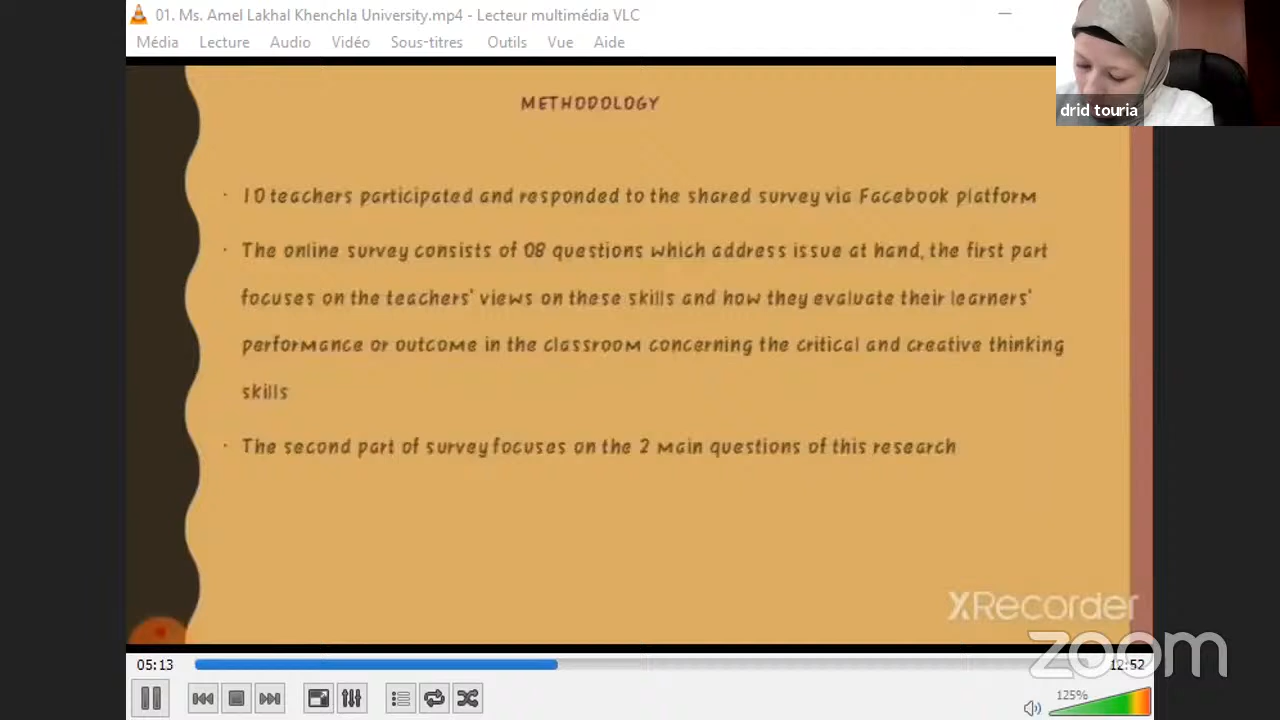 01. Ms. Amel Lakhal Khenchla University.mp4 - Lecteur multimédia VLC
Média Lecture Audio Vidéo Sous-titres Outils Vue Aide
drid touria
METHODOLOGY
· 10 teachers participated and responded to the shared survey via Facebook platform
· The online survey consists of 08 questions which address issue at hand, the first part
focuses on the teachers' views on these skills and how they evaluate their learners'
performance or outcome in the classroom concerning the critical and creative thinking
skills
· The second part of survey focuses on the 2 main questions of this research
XRecorder
zoom
05:13 12:52
125%